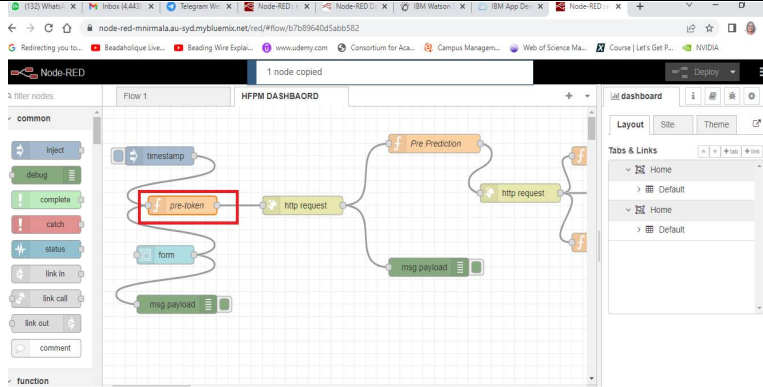 (132) WhatsA
Inbox (4,443)
Telegram We
Node-RED : n
Node-RED Da
IBM Watson
IBM App Dev
Node-RED : n
node-red-mnrimala.au-syd.mybluemix.net/red/#flow/b7b89640d5abb582
Redirecting you to...
Beadaholique Live...
Beading Wire Explai...
www.udemy.com
Consortium for Aca...
Campus Managem...
Web of Science Ma...
Course | Let's Get P...
NVIDIA
Node-RED
1 node copied
Deploy
filter nodes
Flow 1
HFPM DASHBAORD
dashboard
common
inject
debug
complete
catch
status
link in
link call
link out
comment
function
timestamp
pre-token
form
msg.payload
http request
Pre Prediction
http request
msg.payload
Layout
Site
Theme
Tabs & Links
+ tab
+ link
Home
Default
Home
Default